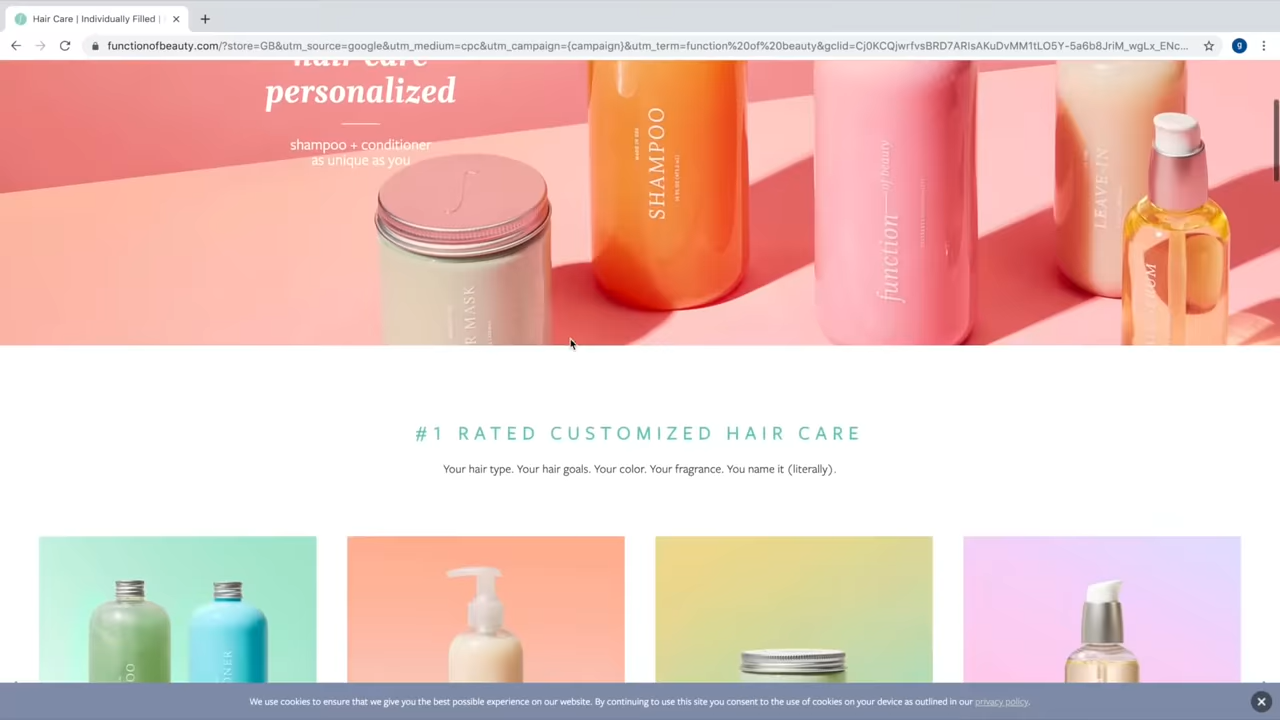 Hair Care | Individually Filled |
functionofbeauty.com/?store=GB&utm_source=google&utm_medium=cpc&utm_campaign={campaign}&utm_term=function%20of%20beauty&gclid=Cj0KCQjwrfvsBRD7ARIsAKuDvMM1tLO5Y-5a6b8JriM_wgLx_ENc...
g
hair care
personalized
shampoo + conditioner
as unique as you
SHAMPOO
function of beauty
LEAVE IN
R MASK
#1 RATED CUSTOMIZED HAIR CARE
Your hair type. Your hair goals. Your color. Your fragrance. You name it (literally).
We use cookies to ensure that we give you the best possible experience on our website. By continuing to use this site you consent to the use of cookies on your device as outlined in our privacy policy.